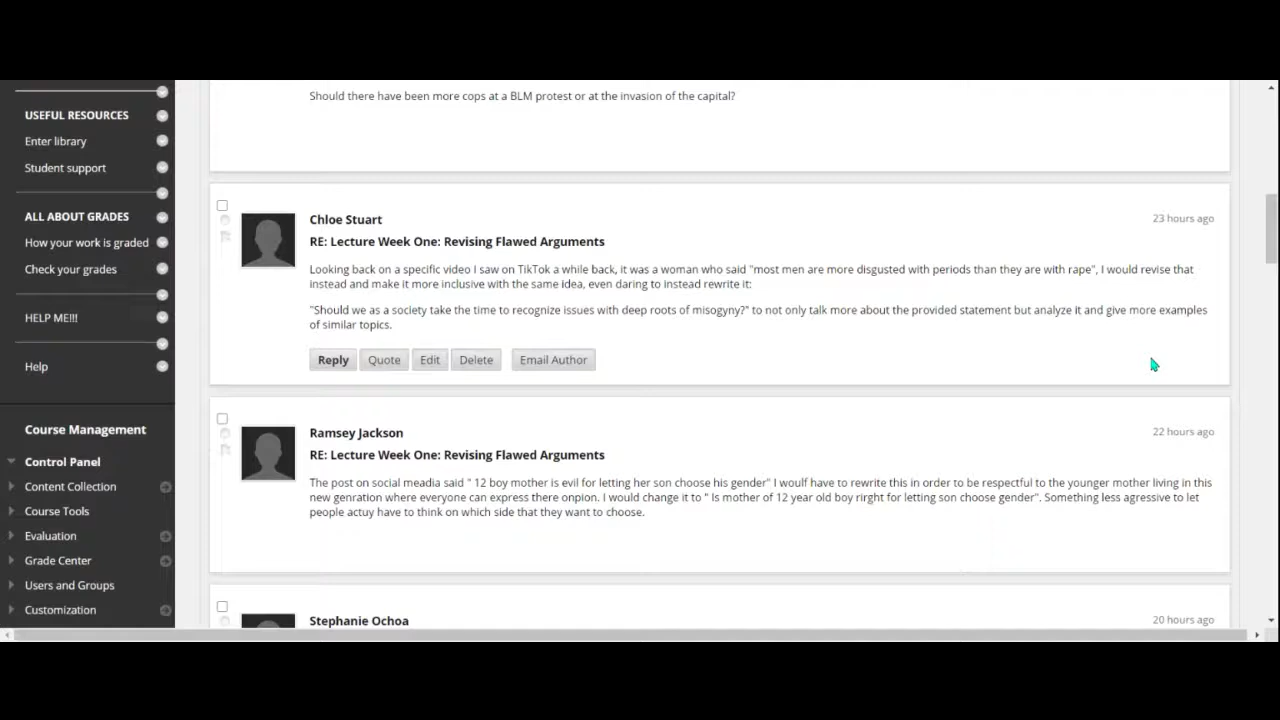 USEFUL RESOURCES
Enter library
Student support
ALL ABOUT GRADES
How your work is graded
Check your grades
HELP ME!!!
Help
Course Management
Control Panel
Content Collection
Course Tools
Evaluation
Grade Center
Users and Groups
Customization
Should there have been more cops at a BLM protest or at the invasion of the capital?
Chloe Stuart
23 hours ago
RE: Lecture Week One: Revising Flawed Arguments
Looking back on a specific video I saw on TikTok a while back, it was a woman who said "most men are more disgusted with periods than they are with rape", I would revise that
instead and make it more inclusive with the same idea, even daring to instead rewrite it:
"Should we as a society take the time to recognize issues with deep roots of misogyny?" to not only talk more about the provided statement but analyze it and give more examples
of similar topics.
Reply Quote Edit Delete Email Author
Ramsey Jackson
22 hours ago
RE: Lecture Week One: Revising Flawed Arguments
The post on social meadia said " 12 boy mother is evil for letting her son choose his gender" I woulf have to rewrite this in order to be respectful to the younger mother living in this
new genration where everyone can express there onpion. I would change it to " Is mother of 12 year old boy rirght for letting son choose gender". Something less agressive to let
people actuy have to think on which side that they want to choose.
Stephanie Ochoa
20 hours ago